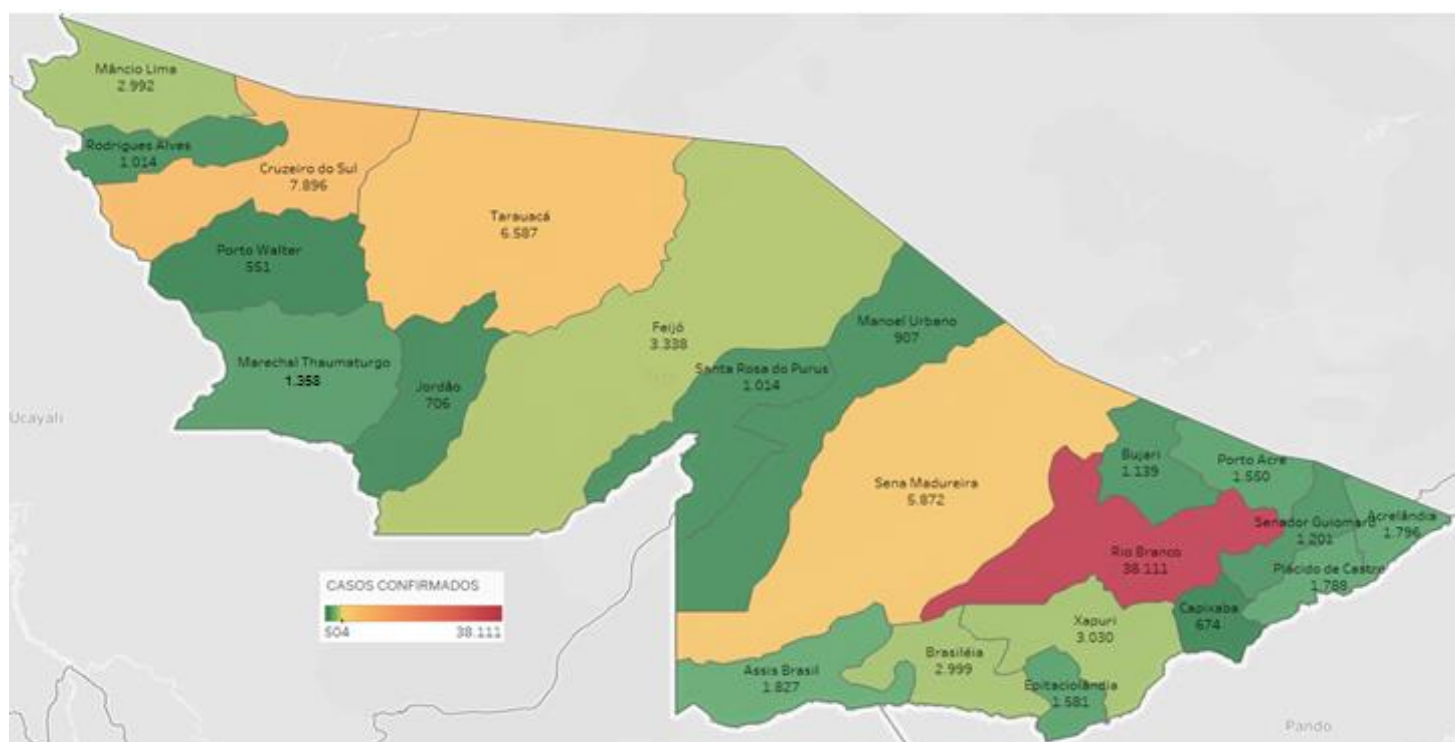 Mâncio Lima
2.992
Rodrigues Alves
1.014
Cruzeiro do Sul
7.896
Tarauacá
6.587
Porto Walter
551
Feijó
3.338
Manoel Urbano
907
Marechal Thaumaturgo
1.358
Jordão
706
Santa Rosa do Purus
1.014
Ucayali
Sena Madureira
5.872
Bujari
1.139
Porto Acre
1.550
Senador Guiomard
1.201
Acrelândia
1.796
Rio Branco
38.111
Plácido de Castro
1.788
CASOS CONFIRMADOS
504
38.111
Capixaba
674
Xapuri
3.030
Brasiléia
2.999
Assis Brasil
1.827
Epitaciolândia
1.581
Pando